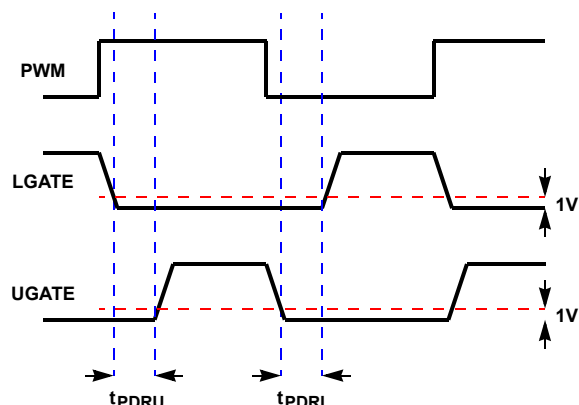 PWM
LGATE
1V
UGATE
1V
tPDRU
tPDRL